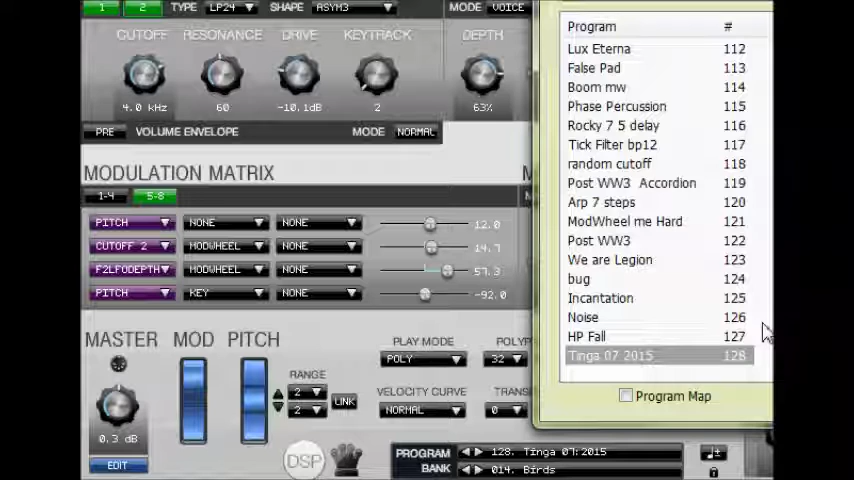 1 2 TYPE LP24 SHAPE ASYM3 MODE VOICE
CUTOFF RESONANCE DRIVE KEYTRACK DEPTH
4.0 kHz 60 -10.1dB 2 63%
PRE VOLUME ENVELOPE MODE NORMAL
MODULATION MATRIX
1-4 5-8
PITCH NONE NONE 12.0
CUTOFF 2 MODWHEEL NONE 14.7
F2LFODEPTH MODWHEEL NONE 57.3
PITCH KEY NONE -92.0
MASTER MOD PITCH
PLAY MODE
POLY 32
RANGE
2
2
LINK
VELOCITY CURVE
NORMAL 0
0.3 dB
EDIT
DSP
PROGRAM 128. Tinga 07:2015
BANK 014. Birds
Program #
Lux Eterna 112
False Pad 113
Boom mw 114
Phase Percussion 115
Rocky 7 5 delay 116
Tick Filter bp12 117
random cutoff 118
Post WW3 Accordion 119
Arp 7 steps 120
ModWheel me Hard 121
Post WW3 122
We are Legion 123
bug 124
Incantation 125
Noise 126
HP Fall 127
Tinga 07 2015 128
Program Map